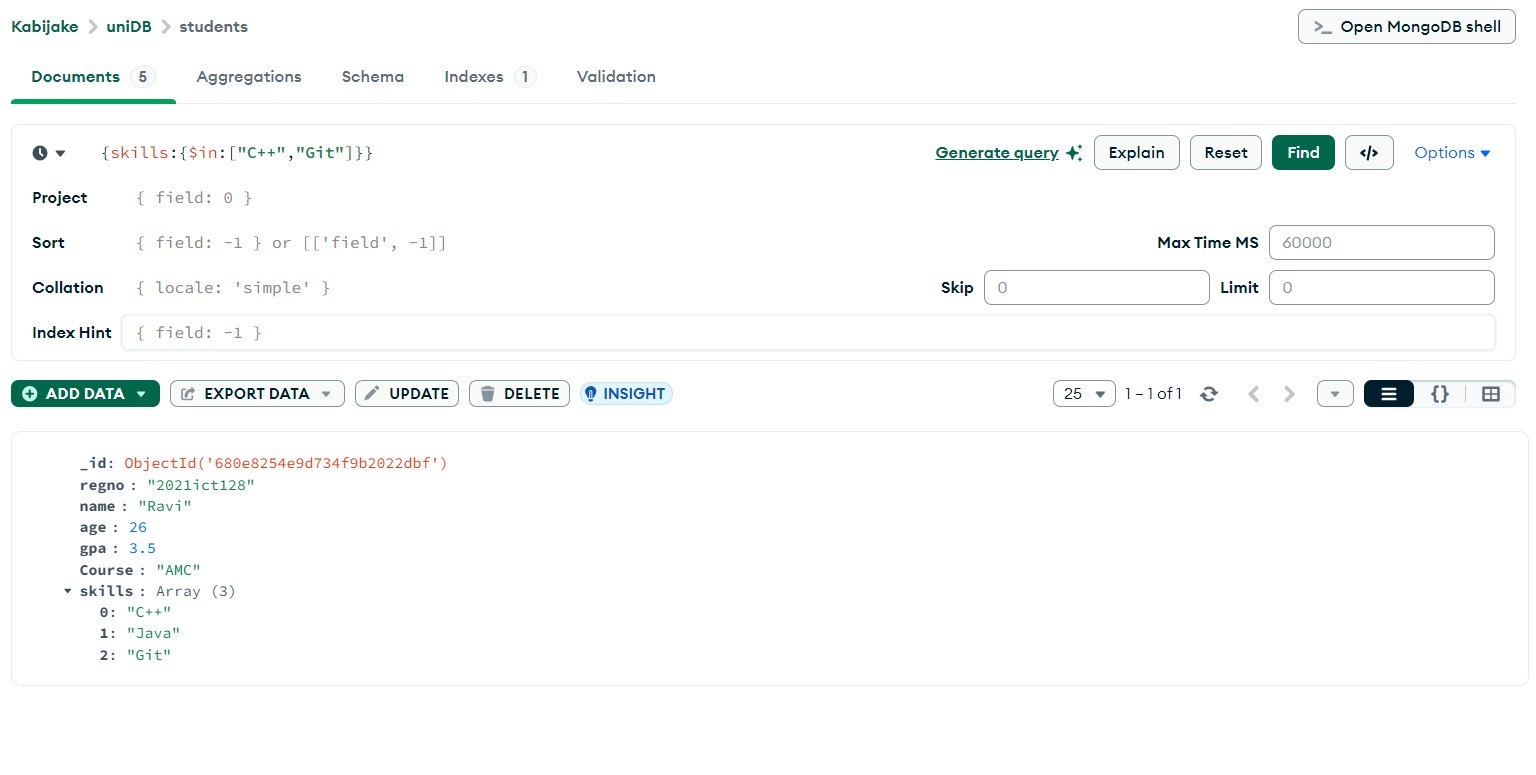 Kabijake uniDB students
>_ Open MongoDB shell
Documents 5 Aggregations Schema Indexes 1 Validation
{skills:{$in:["C++","Git"]}}
Generate query Explain Reset Find </> Options
Project { field: 0 }
Sort { field: -1 } or [['field', -1]]
Max Time MS 60000
Collation { locale: 'simple' }
Skip 0 Limit 0
Index Hint { field: -1 }
ADD DATA EXPORT DATA UPDATE DELETE INSIGHT
25 1 – 1 of 1 {}
_id: ObjectId('680e8254e9d734f9b2022dbf')
regno : "2021ict128"
name : "Ravi"
age : 26
gpa : 3.5
Course : "AMC"
skills : Array (3)
0: "C++"
1: "Java"
2: "Git"